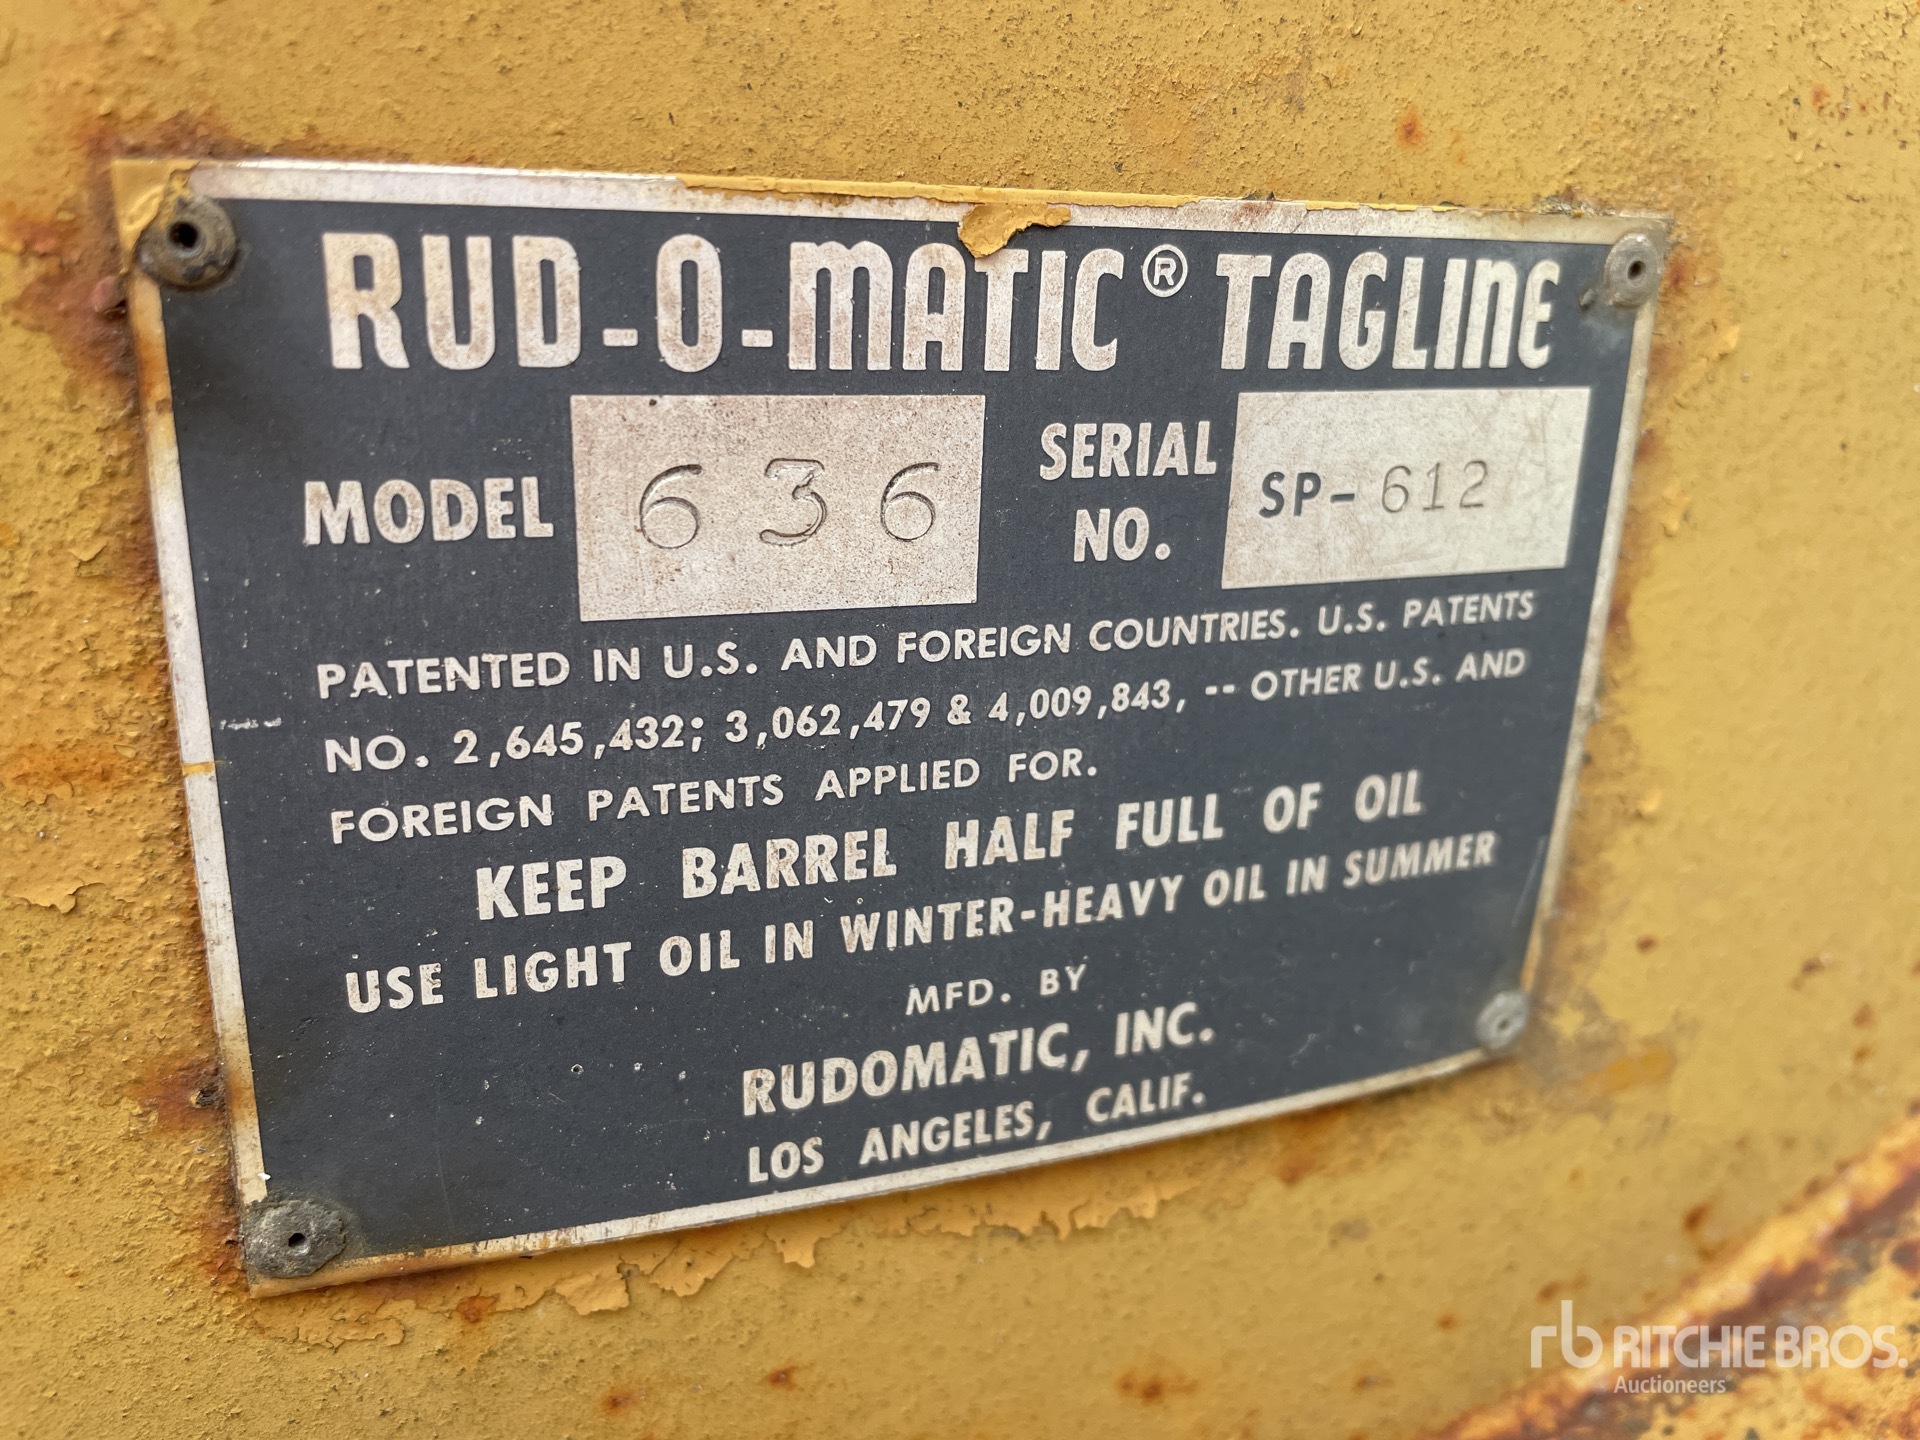 RUD-O-MATIC® TAGLINE
MODEL 636 SERIAL NO. SP-612
PATENTED IN U.S. AND FOREIGN COUNTRIES. U.S. PATENTS
NO. 2,645,432; 3,062,479 & 4,009,843, -- OTHER U.S. AND
FOREIGN PATENTS APPLIED FOR.
KEEP BARREL HALF FULL OF OIL
USE LIGHT OIL IN WINTER-HEAVY OIL IN SUMMER
MFD. BY
RUDOMATIC, INC.
LOS ANGELES, CALIF.
rb RITCHIE BROS.
Auctioneers